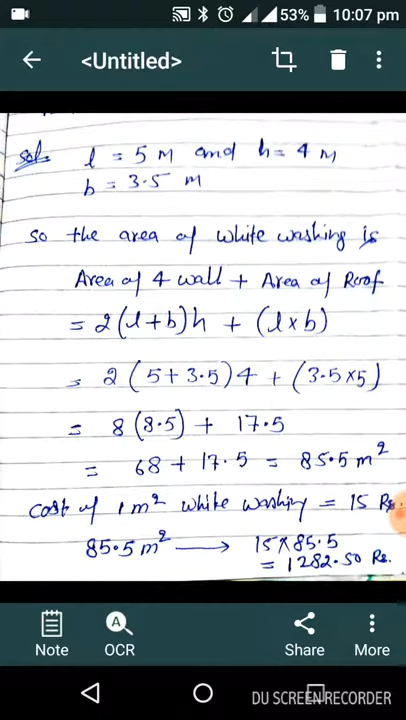 53% 10:07 pm
<Untitled>
Sol. l = 5 M and h = 4 M
b = 3.5 M
so the area of white washing is
Area of 4 wall + Area of Roof
= 2(l+b)h + (l×b)
= 2(5+3.5)4 + (3.5×5)
= 8(8.5) + 17.5
= 68 + 17.5 = 85.5 m²
cost of 1 m² white washing = 15 Rs.
85.5 m² → 15×85.5
= 1282.50 Rs.
Note OCR Share More
DU SCREEN RECORDER